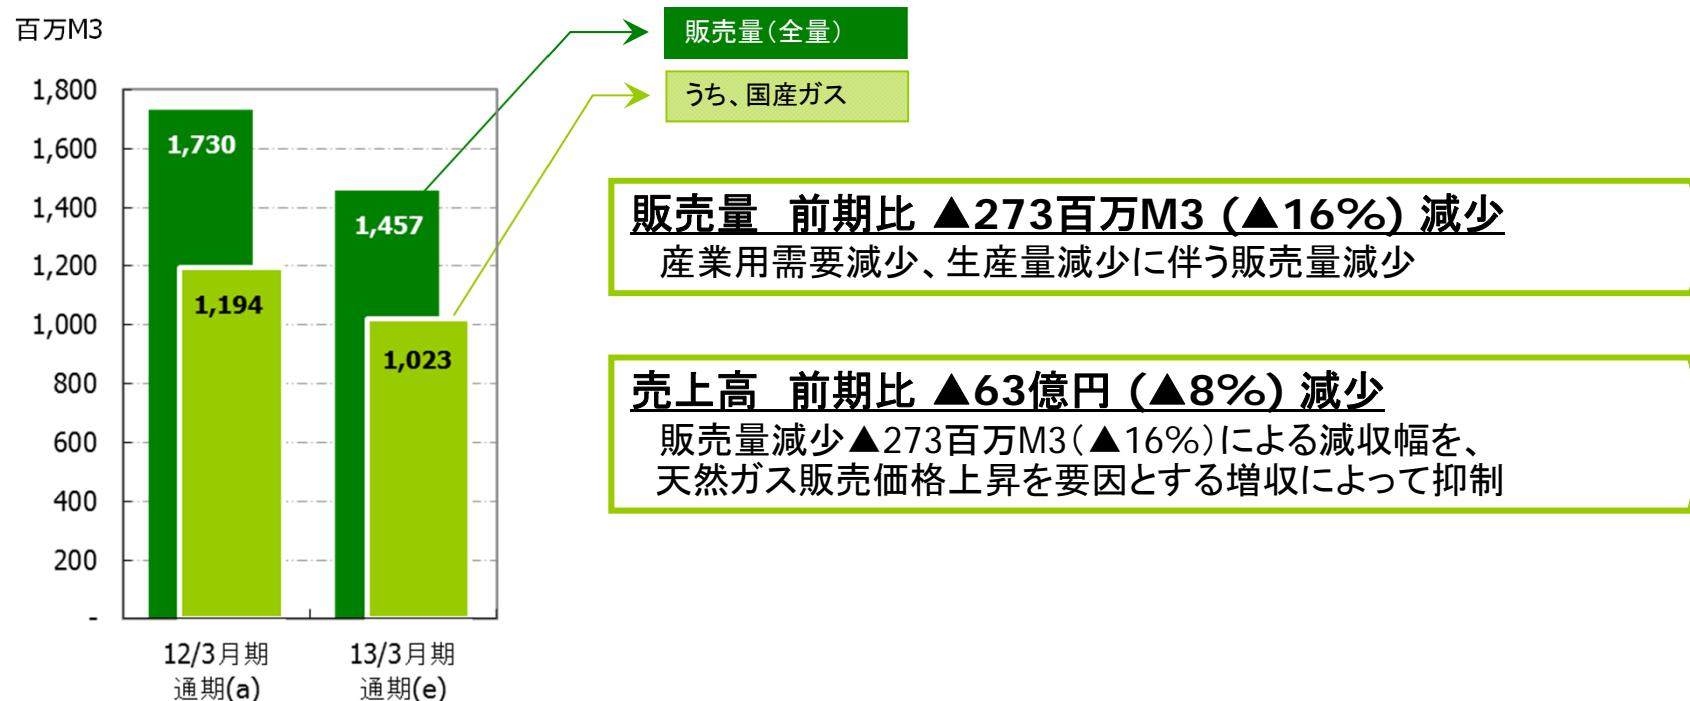 百万M3
販売量(全量)
うち、国産ガス
1,800
1,600
1,400
1,200
1,000
800
600
400
200
-
1,730
1,194
1,457
1,023
12/3月期
通期(a)
13/3月期
通期(e)
販売量 前期比 ▲273百万M3 (▲16%) 減少
産業用需要減少、生産量減少に伴う販売量減少
売上高 前期比 ▲63億円 (▲8%) 減少
販売量減少▲273百万M3(▲16%)による減収幅を、
天然ガス販売価格上昇を要因とする増収によって抑制